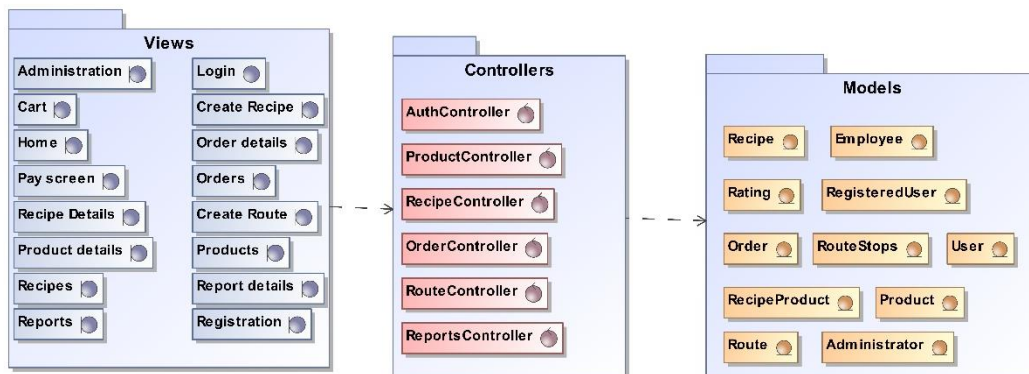 Views
Administration
Login
Cart
Create Recipe
Home
Order details
Pay screen
Orders
Recipe Details
Create Route
Product details
Products
Recipes
Report details
Reports
Registration
Controllers
AuthController
ProductController
RecipeController
OrderController
RouteController
ReportsController
Models
Recipe
Employee
Rating
RegisteredUser
Order
RouteStops
User
RecipeProduct
Product
Route
Administrator